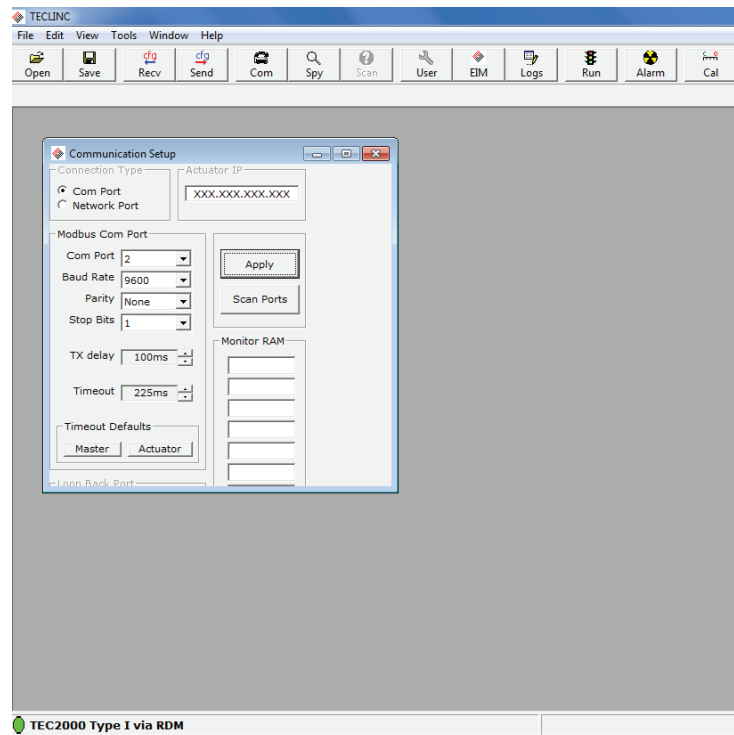 TECLINC
File Edit View Tools Window Help
cfg cfg
Open Save Recv Send Com Spy Scan User EIM Logs Run Alarm Cal
Communication Setup
Connection Type Actuator IP
Com Port XXX.XXX.XXX.XXX
Network Port
Modbus Com Port
Com Port 2
Apply
Baud Rate 9600
Parity None Scan Ports
Stop Bits 1
Monitor RAM
TX delay 100ms
Timeout 225ms
Timeout Defaults
Master Actuator
Loop Back Port
TEC2000 Type I via RDM